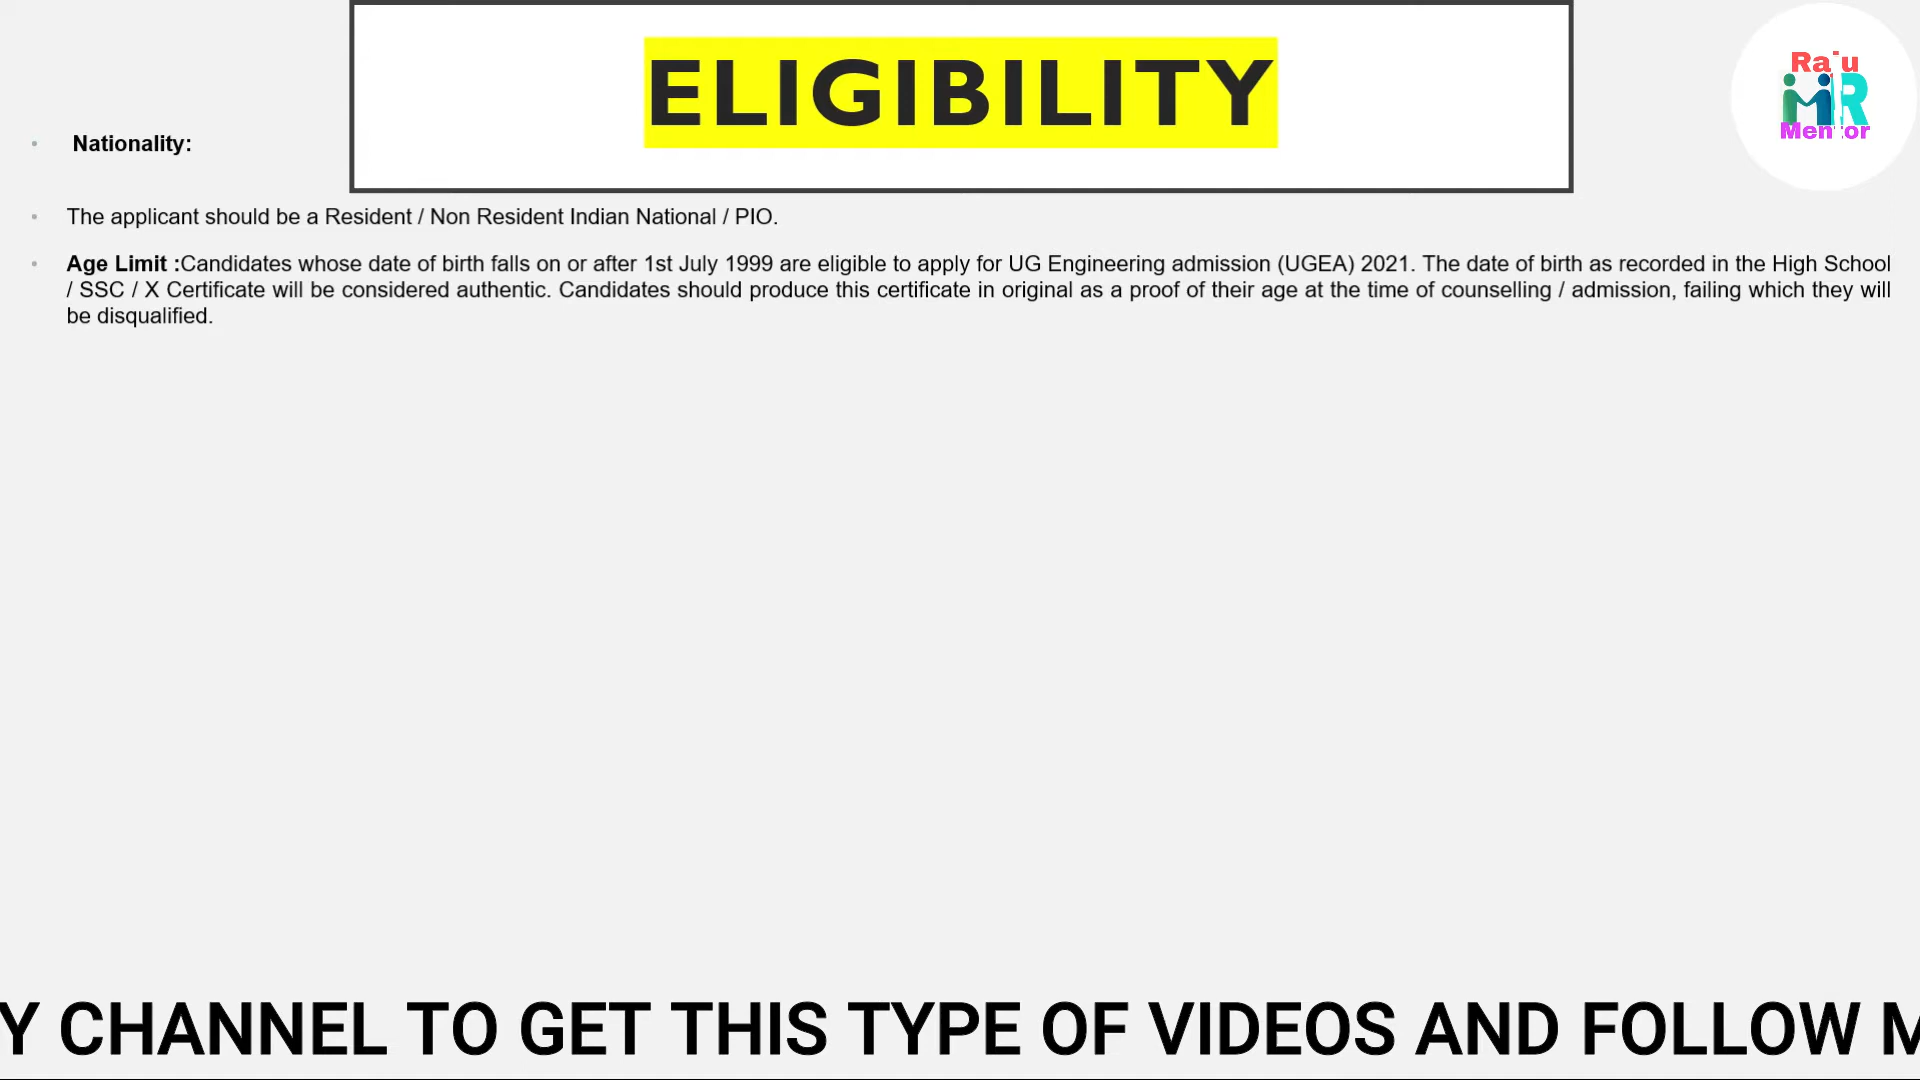 ELIGIBILITY
Raju
MR
Mentor
• Nationality:
• The applicant should be a Resident / Non Resident Indian National / PIO.
• Age Limit :Candidates whose date of birth falls on or after 1st July 1999 are eligible to apply for UG Engineering admission (UGEA) 2021. The date of birth as recorded in the High School
/ SSC / X Certificate will be considered authentic. Candidates should produce this certificate in original as a proof of their age at the time of counselling / admission, failing which they will
be disqualified.
Y CHANNEL TO GET THIS TYPE OF VIDEOS AND FOLLOW M